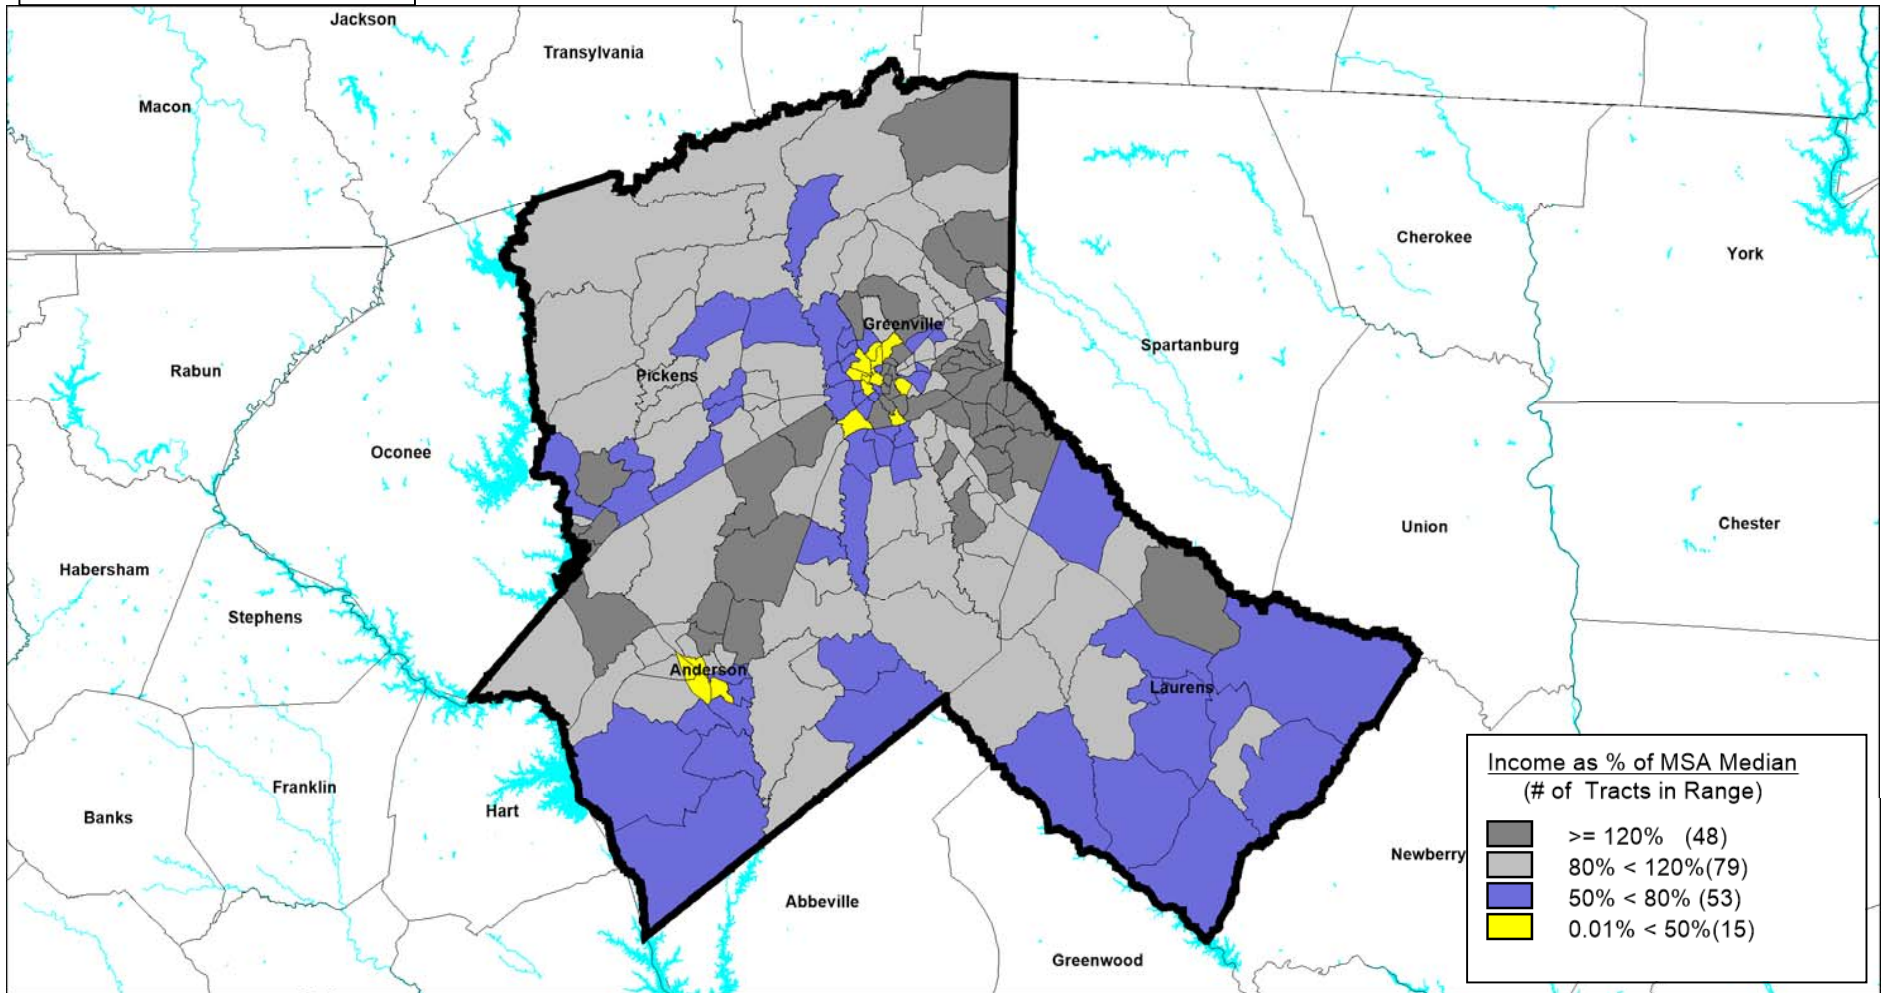 Jackson
Transylvania
Macon
Cherokee
York
Greenville
Spartanburg
Rabun
Pickens
Oconee
Union
Chester
Habersham
Stephens
Anderson
Laurens
Franklin
Hart
Banks
Newberry
Abbeville
Greenwood
Income as % of MSA Median
(# of Tracts in Range)
>= 120% (48)
80% < 120%(79)
50% < 80% (53)
0.01% < 50%(15)